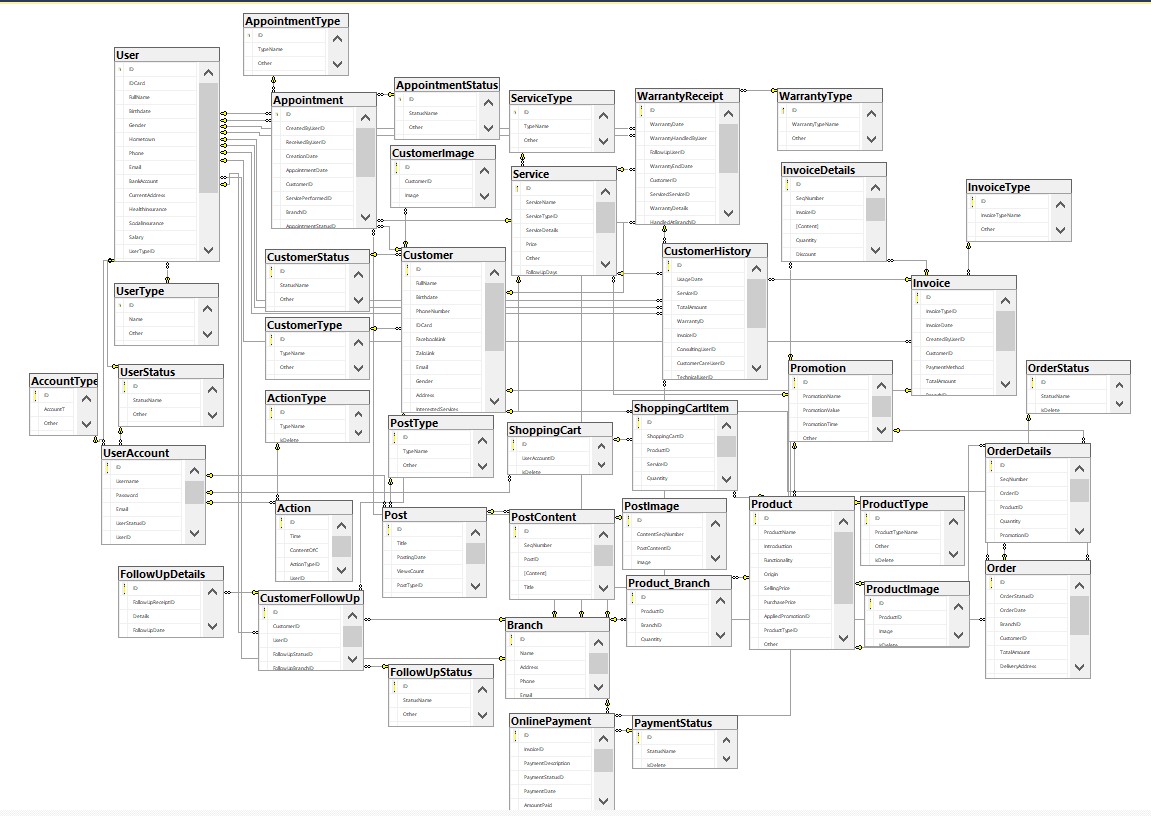 AppointmentType
ID
TypeName
Other
User
ID
IDCard
FullName
Birthdate
Gender
Hometown
Phone
Email
BankAccount
CurrentAddress
HealthInsurance
SocialInsurance
Salary
UserTypeID
Appointment
ID
CreatedByUserID
ReceivedByUserID
CreationDate
AppointmentDate
CustomerID
ServicePerformedID
BranchID
AppointmentStatusID
AppointmentStatus
ID
StatusName
Other
ServiceType
ID
TypeName
Other
WarrantyReceipt
ID
WarrantyDate
WarrantyHandledByUser
FollowUpUserID
WarrantyEndDate
CustomerID
ServicedServiceID
WarrantyDetails
HandledAtBranchID
WarrantyType
ID
WarrantyTypeName
Other
CustomerImage
ID
CustomerID
Image
Service
ID
ServiceName
ServiceTypeID
ServiceDetails
Price
Other
FollowUpDays
InvoiceDetails
ID
SeqNumber
InvoiceID
[Content]
Quantity
Discount
InvoiceType
ID
InvoiceTypeName
Other
CustomerStatus
ID
StatusName
Other
Customer
ID
FullName
Birthdate
PhoneNumber
IDCard
FacebookLink
ZaloLink
Email
Gender
Address
InterestedServices
CustomerHistory
ID
UsageDate
ServiceID
TotalAmount
WarrantyID
InvoiceID
ConsultingUserID
CustomerCareUserID
TechnicalUserID
Invoice
ID
InvoiceTypeID
InvoiceDate
CreatedByUserID
CustomerID
PaymentMethod
TotalAmount
BranchID
UserType
ID
Name
Other
CustomerType
ID
TypeName
Other
UserStatus
ID
StatusName
Other
AccountType
ID
AccountT
Other
ActionType
ID
TypeName
isDelete
Promotion
ID
PromotionName
PromotionValue
PromotionTime
Other
OrderStatus
ID
StatusName
isDelete
PostType
ID
TypeName
Other
ShoppingCart
ID
UserAccountID
isDelete
ShoppingCartItem
ID
ShoppingCartID
ProductID
ServiceID
Quantity
UserAccount
ID
Username
Password
Email
UserStatusID
UserID
OrderDetails
ID
SeqNumber
OrderID
ProductID
Quantity
PromotionID
Action
ID
Time
ContentOfC
ActionTypeID
UserID
Post
ID
Title
PostingDate
ViewsCount
PostTypeID
PostContent
ID
SeqNumber
PostID
[Content]
Title
PostImage
ID
ContentSeqNumber
PostContentID
Image
Product
ID
ProductName
Introduction
Functionality
Origin
SellingPrice
PurchasePrice
AppliedPromotionID
ProductTypeID
Other
ProductType
ID
ProductTypeName
Other
isDelete
FollowUpDetails
ID
FollowUpReceiptID
Details
FollowUpDate
CustomerFollowUp
ID
CustomerID
UserID
FollowUpStatusID
FollowUpBranchID
Product_Branch
ID
ProductID
BranchID
Quantity
ProductImage
ID
ProductID
Image
isDelete
Order
ID
OrderStatusID
OrderDate
BranchID
CustomerID
TotalAmount
DeliveryAddress
Branch
ID
Name
Address
Phone
Email
FollowUpStatus
ID
StatusName
Other
OnlinePayment
ID
InvoiceID
PaymentDescription
PaymentStatusID
PaymentDate
AmountPaid
PaymentStatus
ID
StatusName
isDelete